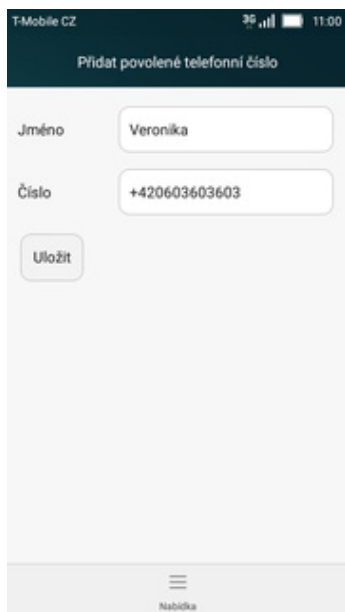 T-Mobile CZ 3G 11:00
Přidat povolené telefonní číslo
Jméno Veronika
Číslo +420603603603
Uložit
Nabídka